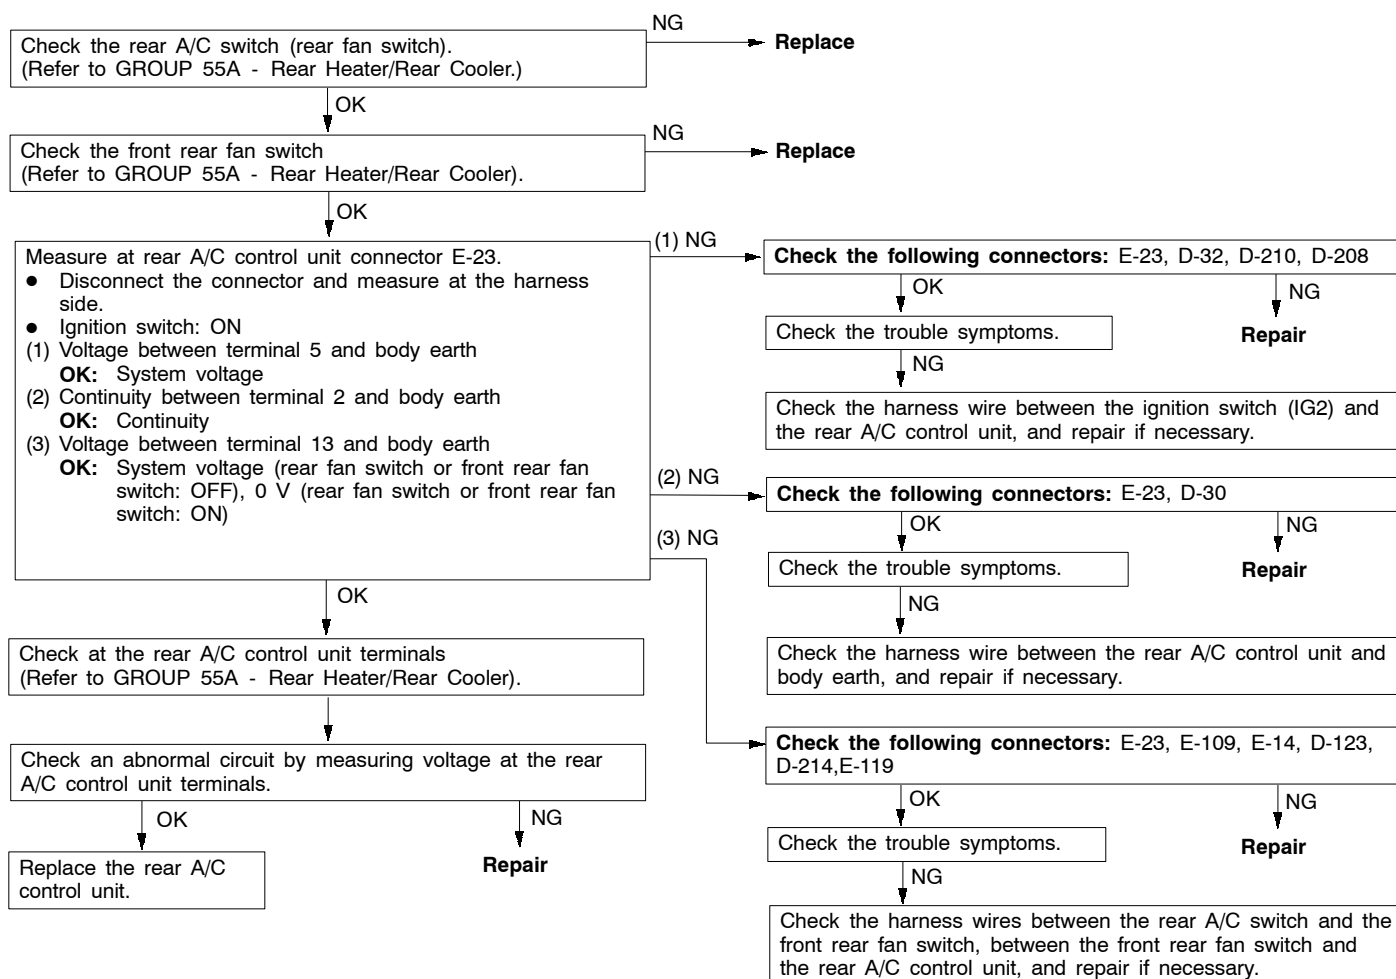 Check the rear A/C switch (rear fan switch).
(Refer to GROUP 55A - Rear Heater/Rear Cooler.)
NG
Replace
OK
Check the front rear fan switch
(Refer to GROUP 55A - Rear Heater/Rear Cooler).
NG
Replace
OK
Measure at rear A/C control unit connector E-23.
● Disconnect the connector and measure at the harness
side.
● Ignition switch: ON
(1) Voltage between terminal 5 and body earth
OK: System voltage
(2) Continuity between terminal 2 and body earth
OK: Continuity
(3) Voltage between terminal 13 and body earth
OK: System voltage (rear fan switch or front rear fan
switch: OFF), 0 V (rear fan switch or front rear fan
switch: ON)
(1) NG
Check the following connectors: E-23, D-32, D-210, D-208
OK
NG
Check the trouble symptoms.
Repair
NG
Check the harness wire between the ignition switch (IG2) and
the rear A/C control unit, and repair if necessary.
(2) NG
Check the following connectors: E-23, D-30
OK
NG
Check the trouble symptoms.
Repair
NG
Check the harness wire between the rear A/C control unit and
body earth, and repair if necessary.
(3) NG
Check the following connectors: E-23, E-109, E-14, D-123,
D-214,E-119
OK
NG
Check the trouble symptoms.
Repair
NG
Check the harness wires between the rear A/C switch and the
front rear fan switch, between the front rear fan switch and
the rear A/C control unit, and repair if necessary.
OK
Check at the rear A/C control unit terminals
(Refer to GROUP 55A - Rear Heater/Rear Cooler).
Check an abnormal circuit by measuring voltage at the rear
A/C control unit terminals.
OK
NG
Replace the rear A/C
control unit.
Repair